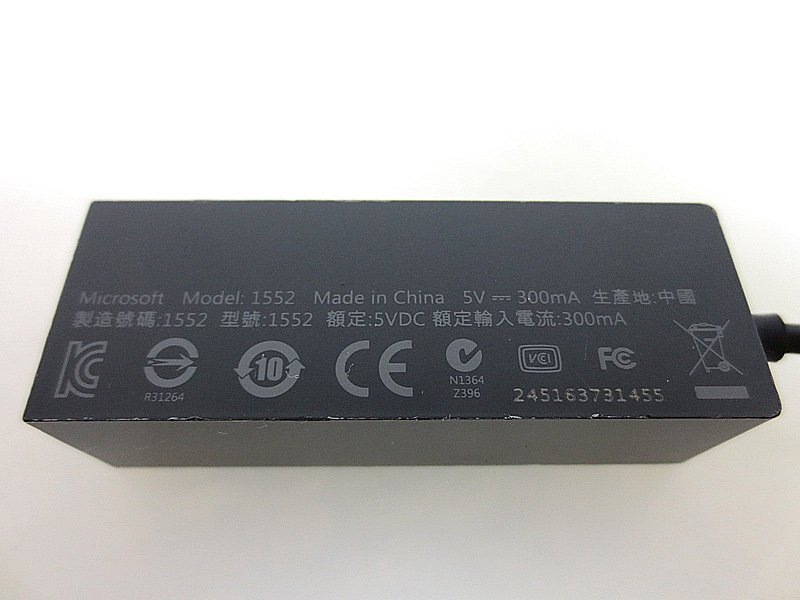 Microsoft Model: 1552 Made in China 5V ⎓ 300mA 生產地:中國
製造號碼:1552 型號:1552 額定:5VDC 額定輸入電流:300mA
KC R31264 10 CE N1364 Z396 VCI FC 245163731455